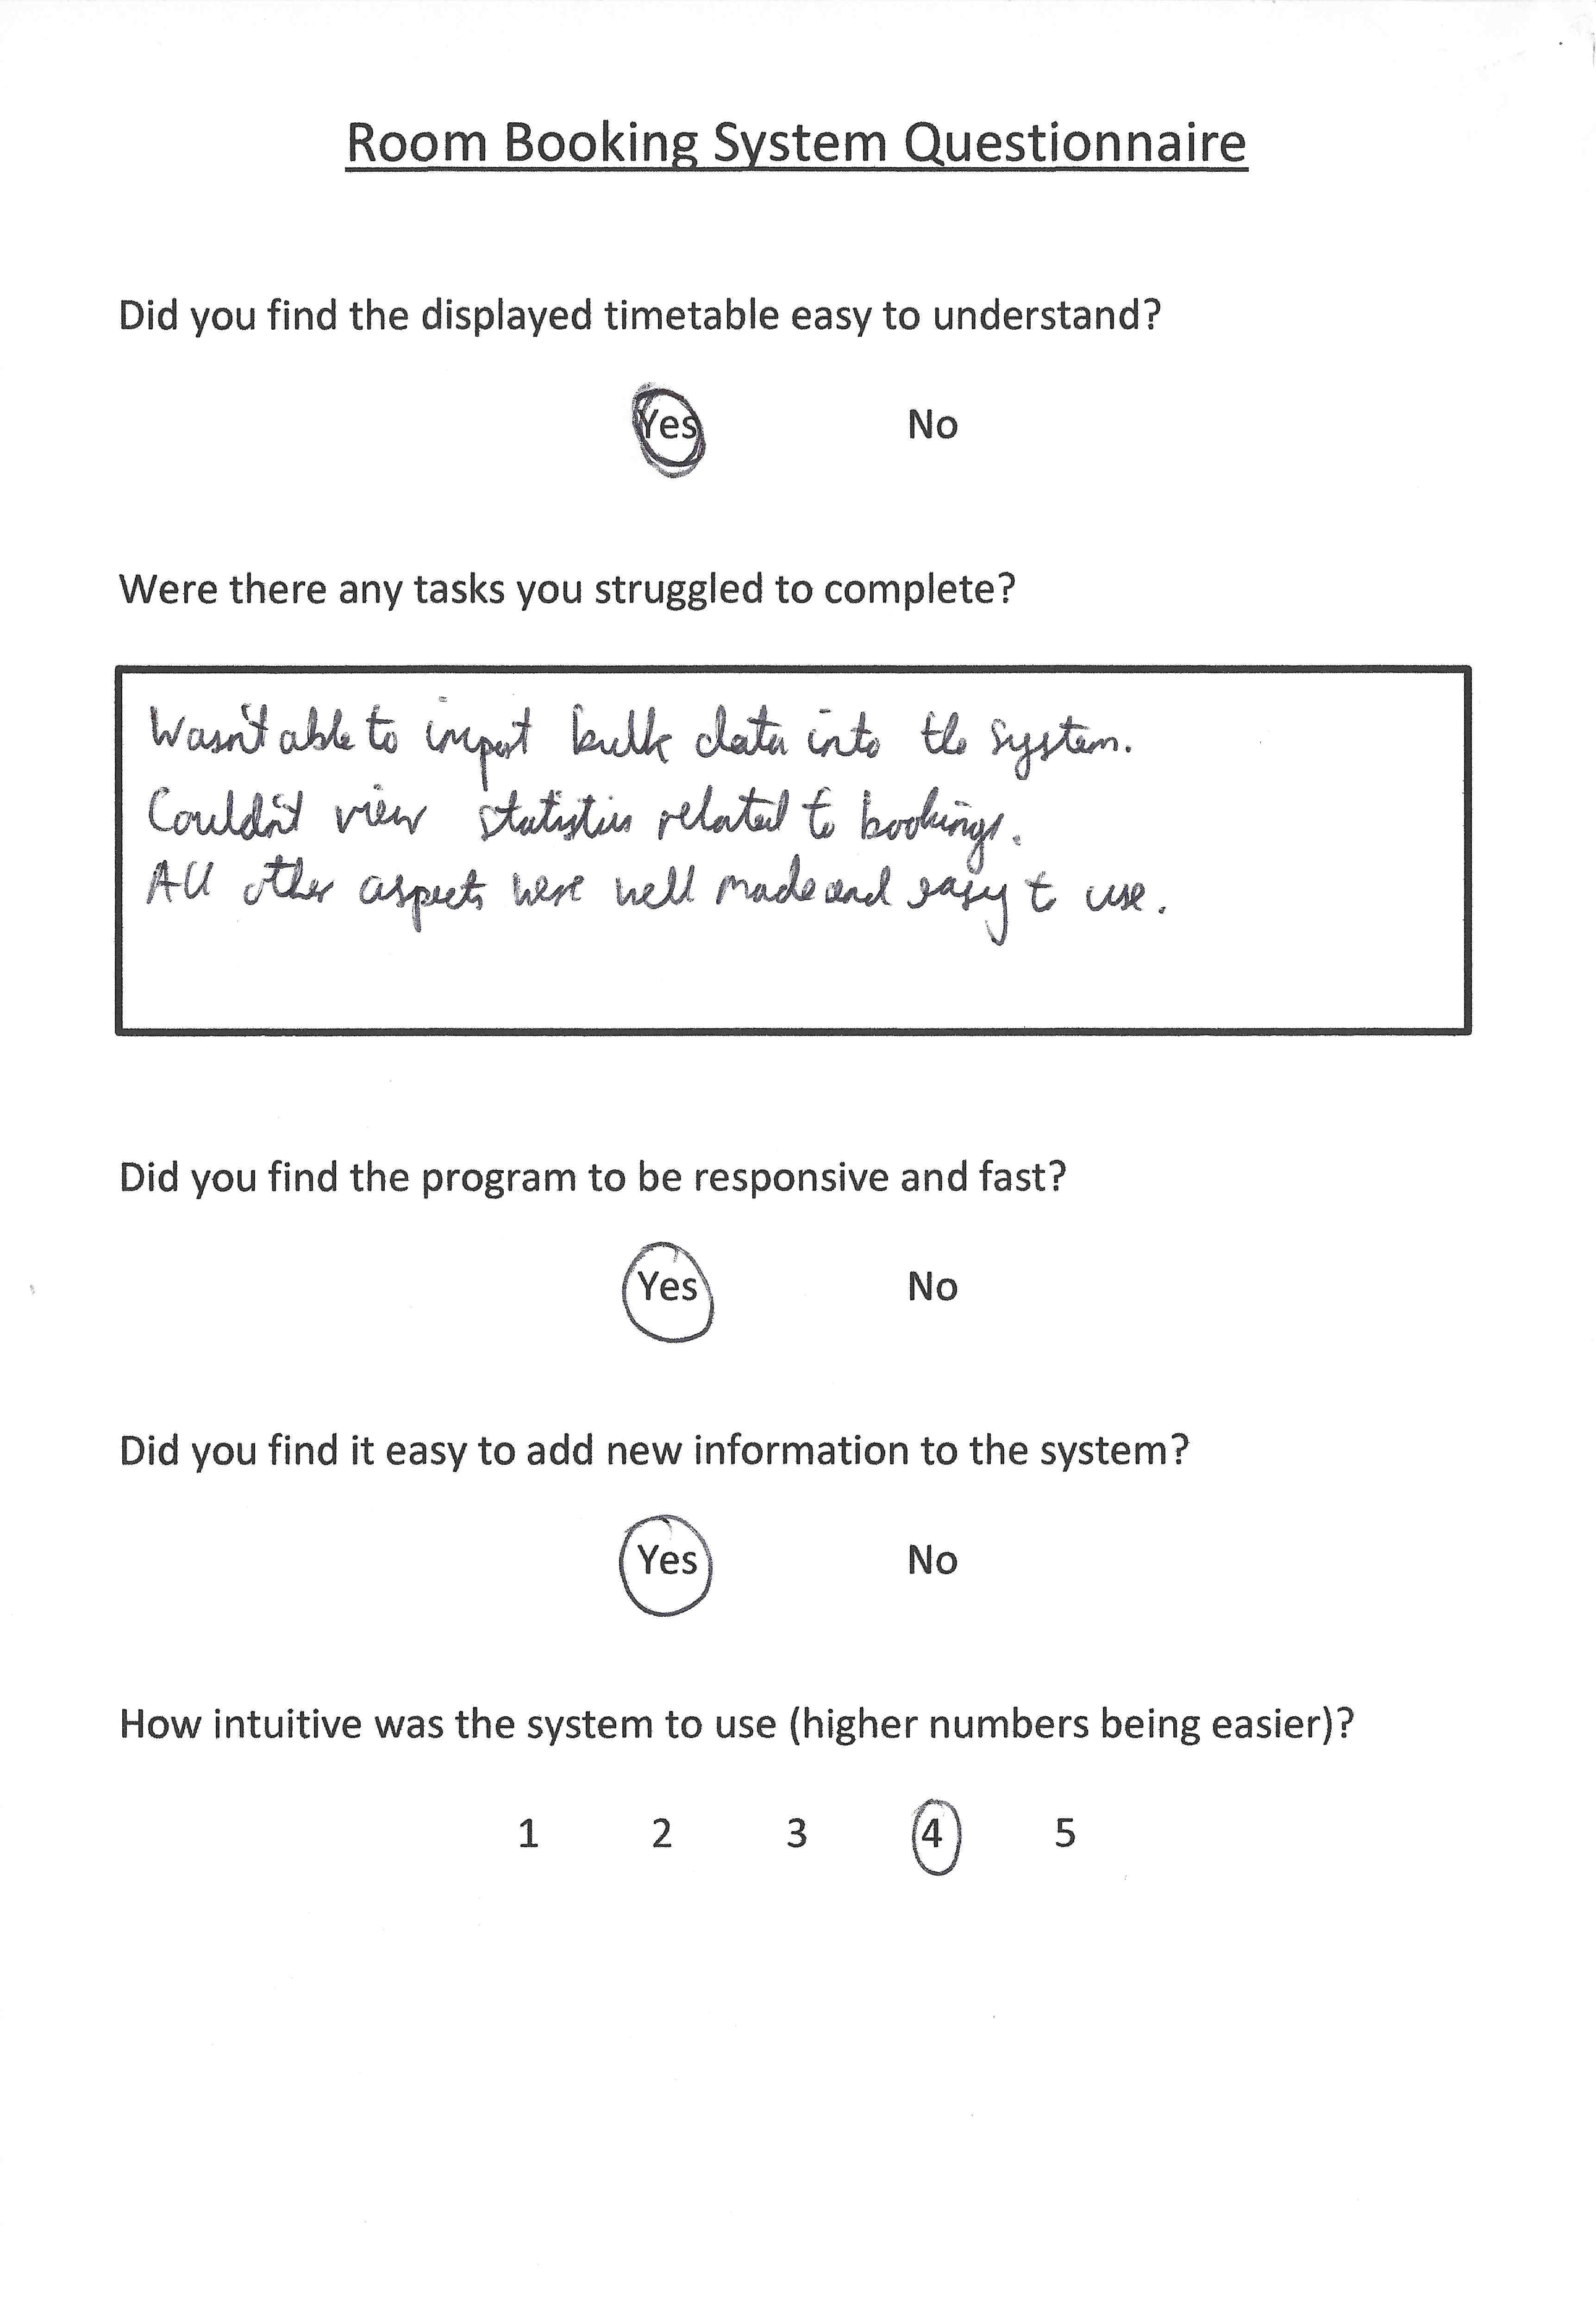 Room Booking System Questionnaire
Did you find the displayed timetable easy to understand?
Yes No
Were there any tasks you struggled to complete?
Wasn't able to import bulk data into the system.
Couldn't view statistics related to bookings.
All other aspects were well made and easy to use.
Did you find the program to be responsive and fast?
Yes No
Did you find it easy to add new information to the system?
Yes No
How intuitive was the system to use (higher numbers being easier)?
1 2 3 4 5